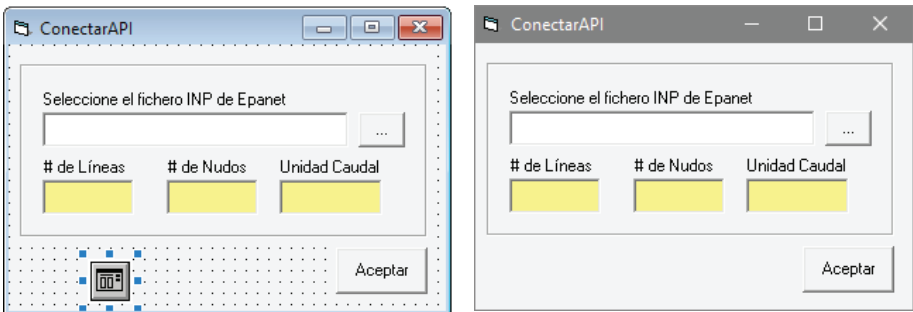 ConectarAPI
Seleccione el fichero INP de Epanet
...
# de Líneas # de Nudos Unidad Caudal
Aceptar
ConectarAPI
Seleccione el fichero INP de Epanet
...
# de Líneas # de Nudos Unidad Caudal
Aceptar